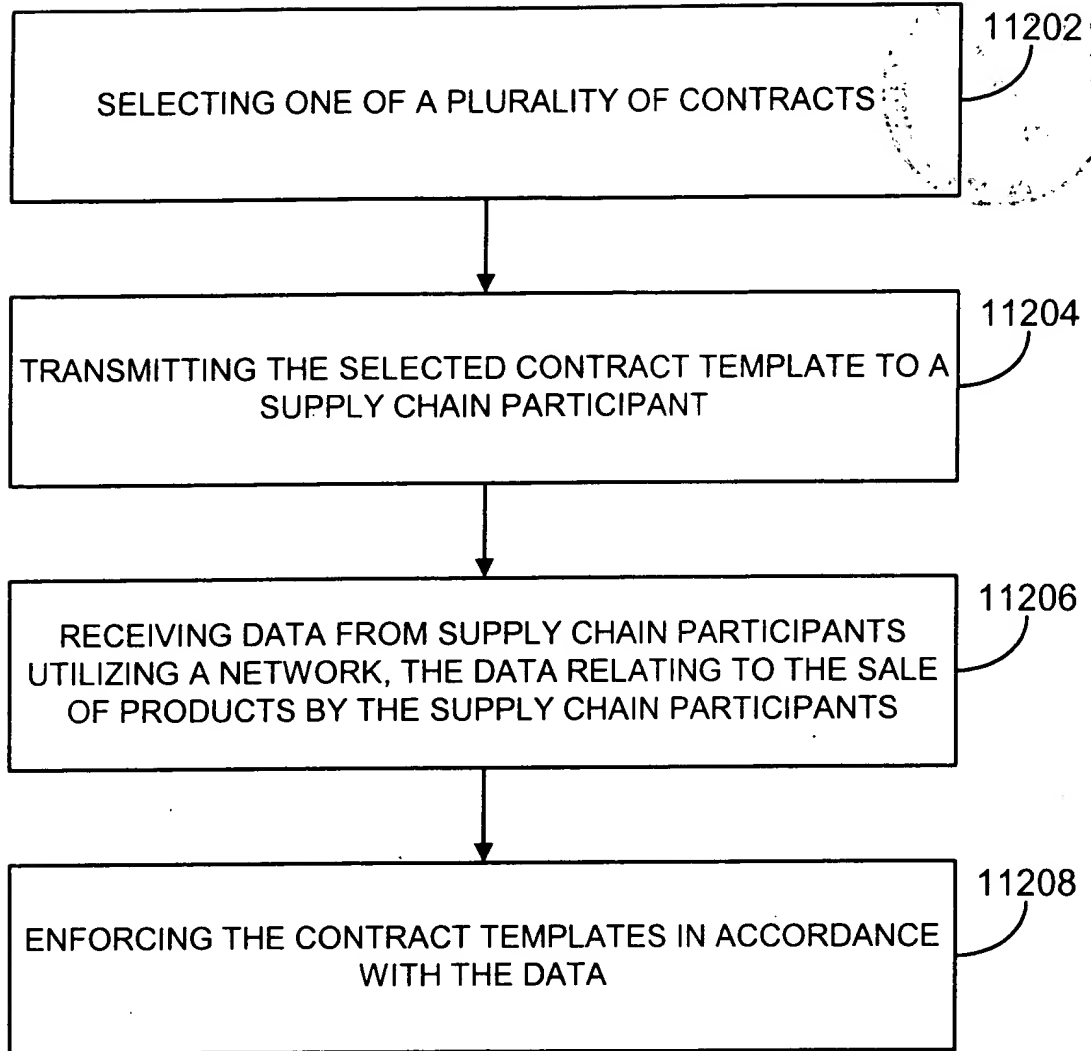 11202
SELECTING ONE OF A PLURALITY OF CONTRACTS
11204
TRANSMITTING THE SELECTED CONTRACT TEMPLATE TO A
SUPPLY CHAIN PARTICIPANT
11206
RECEIVING DATA FROM SUPPLY CHAIN PARTICIPANTS
UTILIZING A NETWORK, THE DATA RELATING TO THE SALE
OF PRODUCTS BY THE SUPPLY CHAIN PARTICIPANTS
11208
ENFORCING THE CONTRACT TEMPLATES IN ACCORDANCE
WITH THE DATA